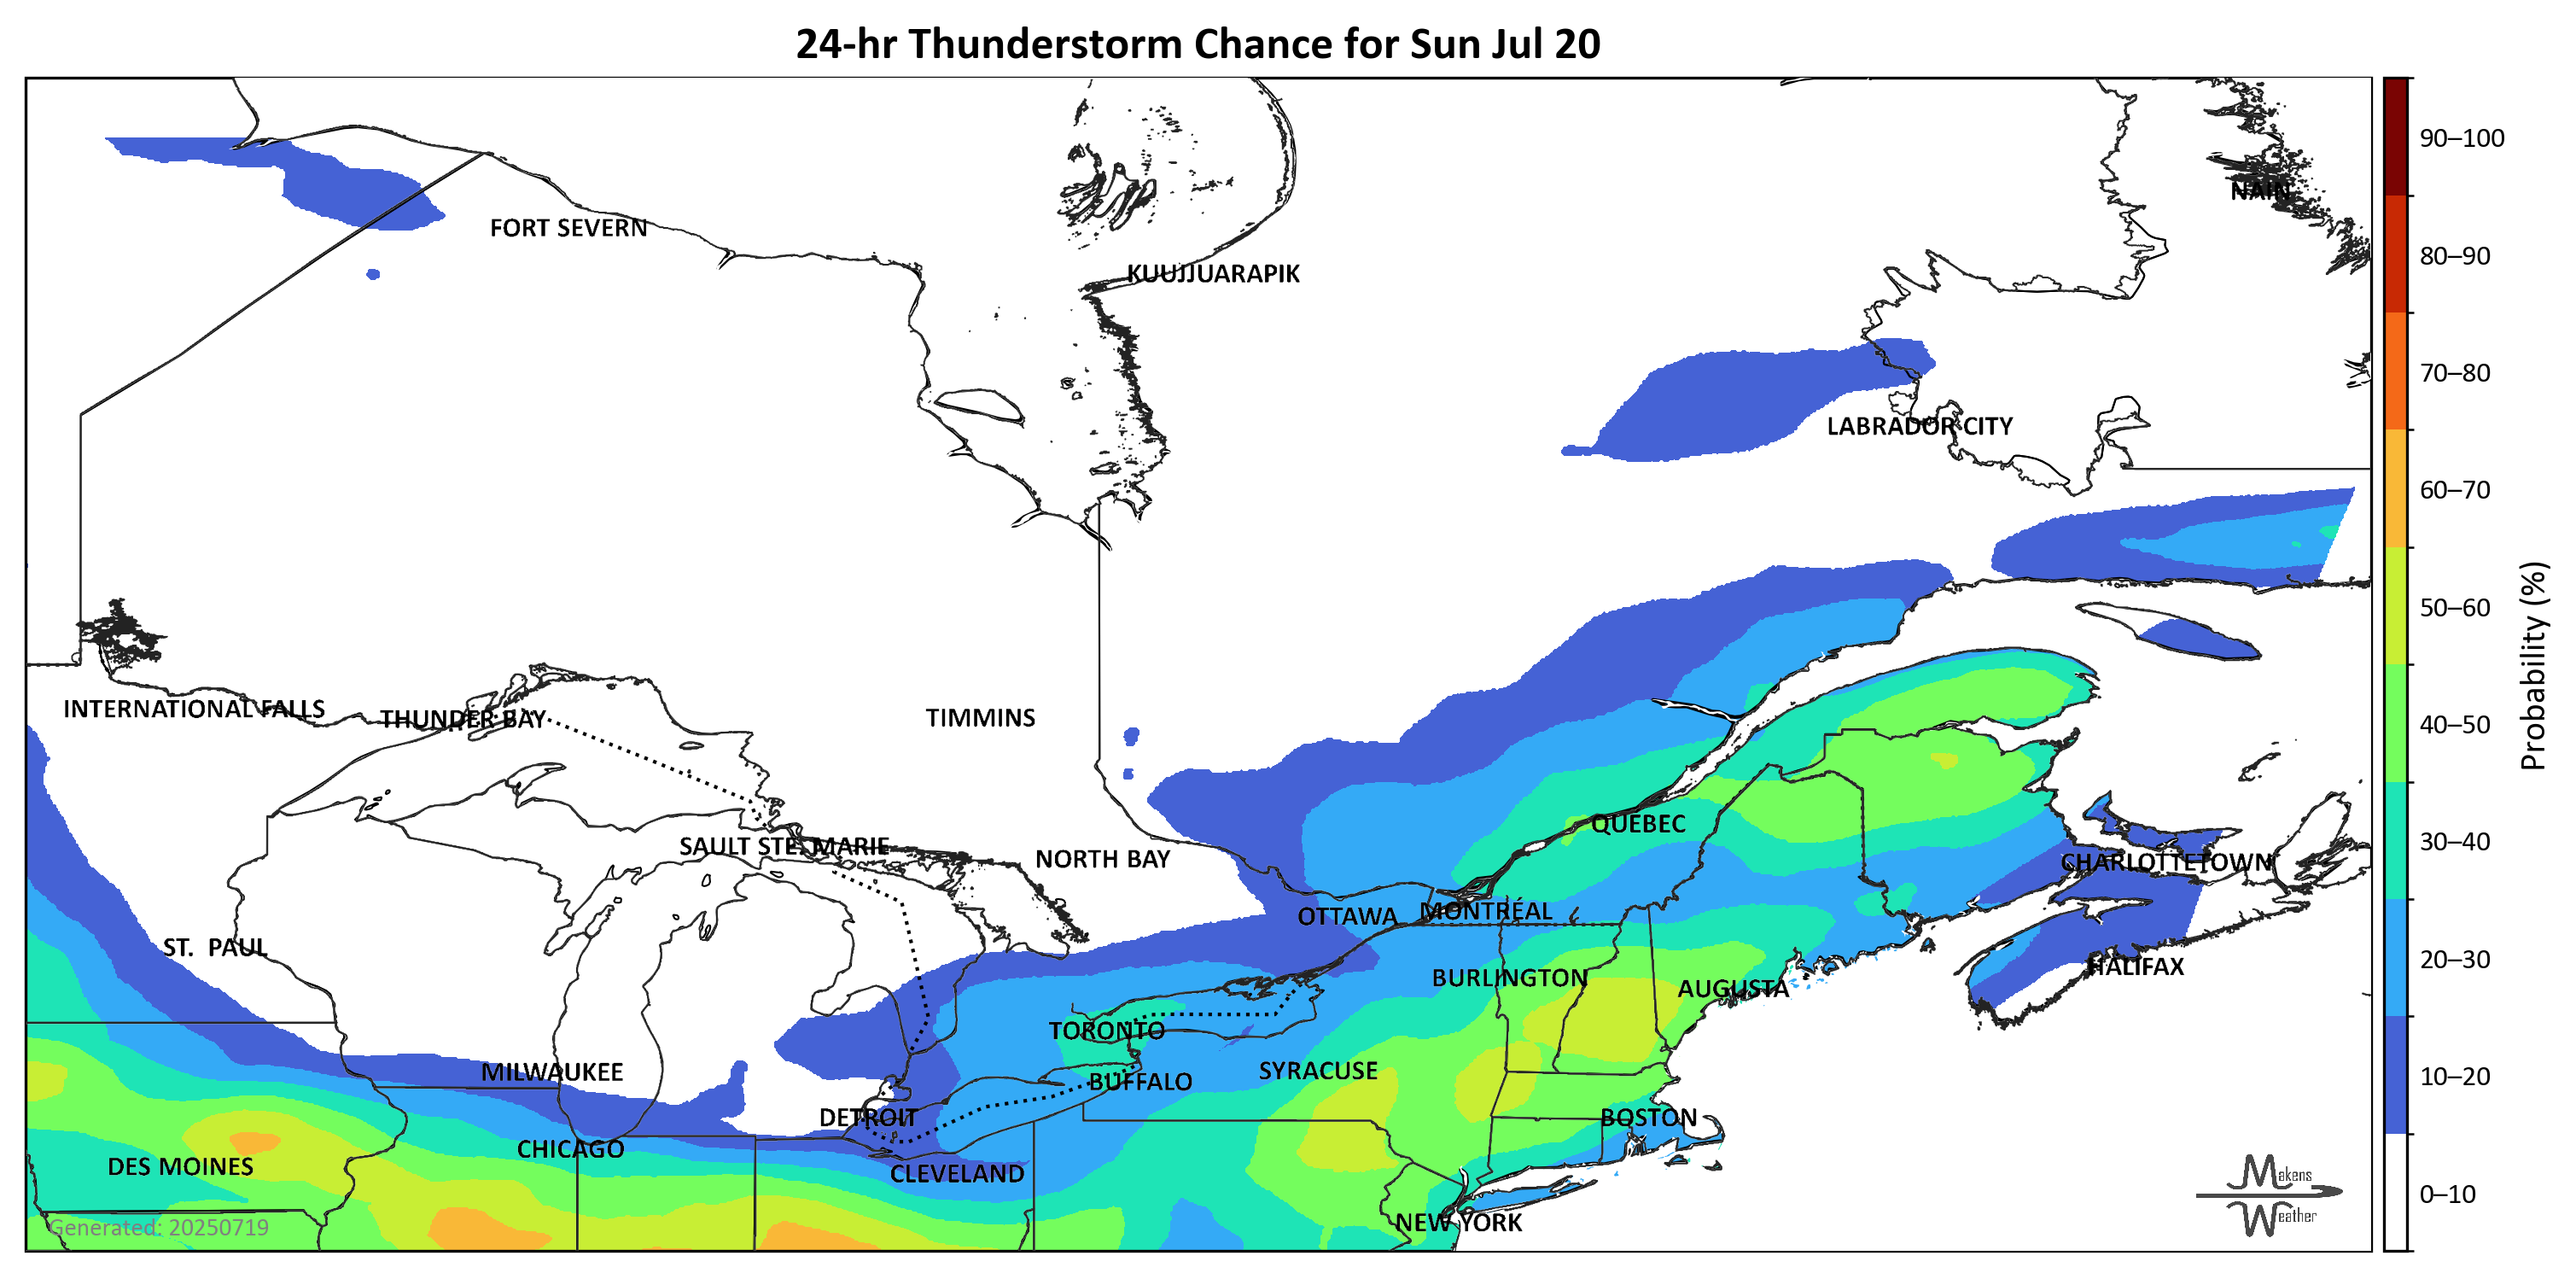 24-hr Thunderstorm Chance for Sun Jul 20
90–100
NAIN
FORT SEVERN
80–90
KUUJJUARAPIK
70–80
LABRADOR CITY
60–70
50–60
INTERNATIONAL FALLS
THUNDER BAY
TIMMINS
40–50
Probability (%)
QUEBEC
30–40
SAULT STE. MARIE
NORTH BAY
CHARLOTTETOWN
OTTAWA
MONTRÉAL
ST. PAUL
20–30
HALIFAX
BURLINGTON
AUGUSTA
TORONTO
MILWAUKEE
SYRACUSE
10–20
BUFFALO
DETROIT
BOSTON
CHICAGO
DES MOINES
CLEVELAND
Makens
Weather
0–10
NEW YORK
Generated: 20250719